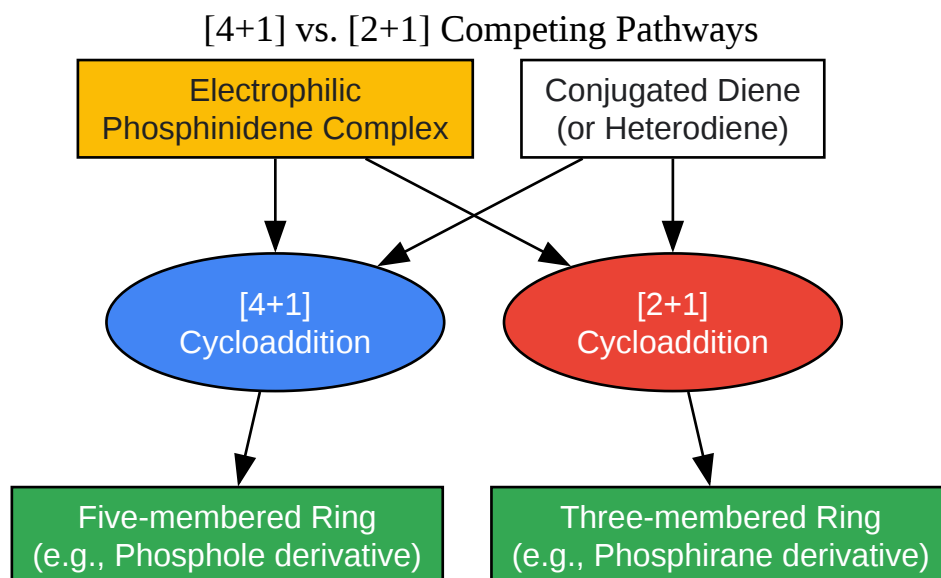 [4+1] vs. [2+1] Competing Pathways
Electrophilic
Phosphinidene Complex
Conjugated Diene
(or Heterodiene)
[4+1]
Cycloaddition
[2+1]
Cycloaddition
Five-membered Ring
(e.g., Phosphole derivative)
Three-membered Ring
(e.g., Phosphirane derivative)